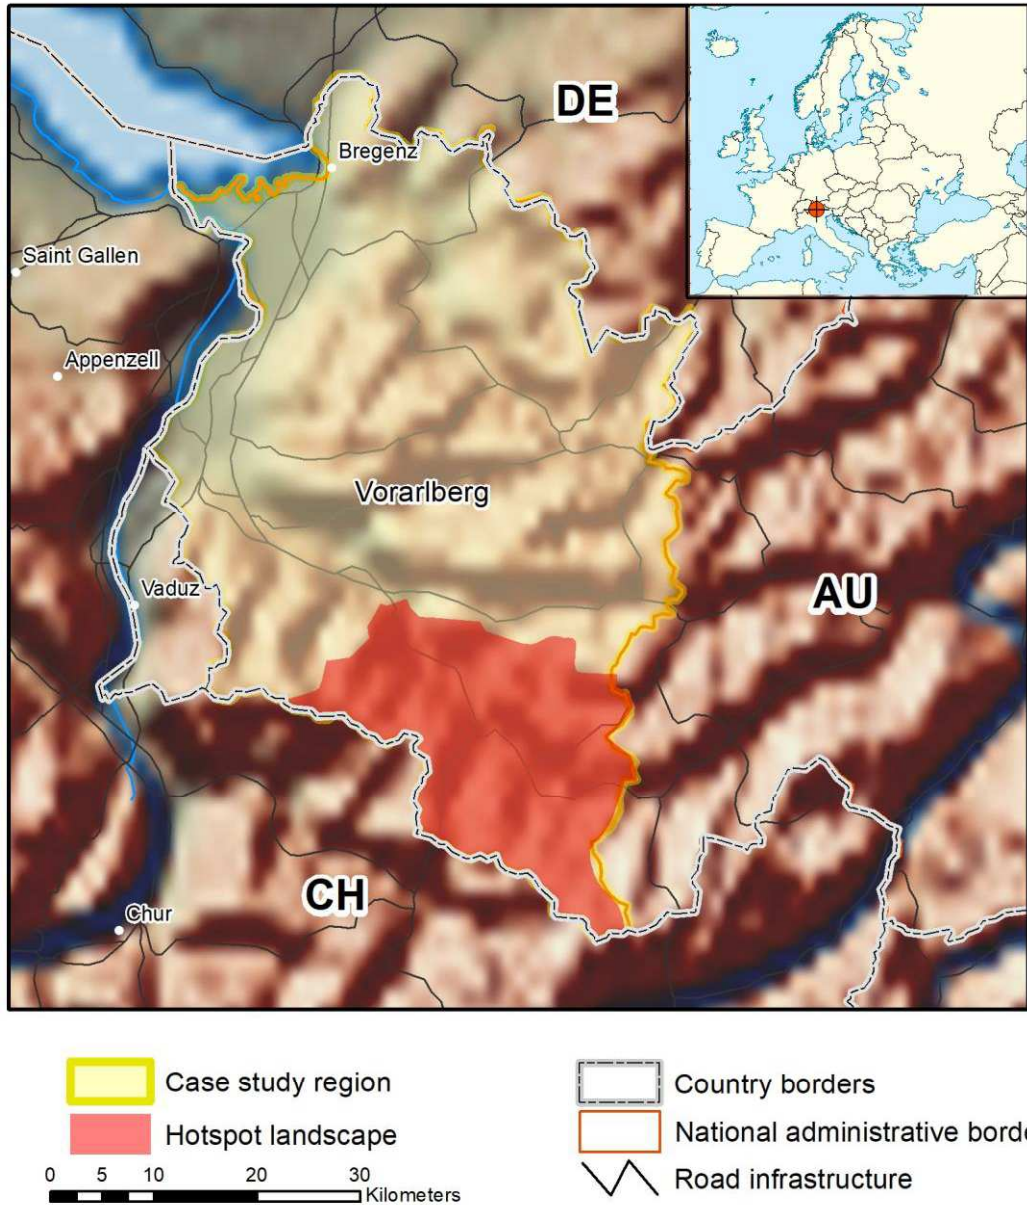 DE
Bregenz
Saint Gallen
Appenzell
Vorarlberg
Vaduz
AU
CH
Chur
Case study region
Hotspot landscape
0 5 10 20 30
Kilometers
Country borders
National administrative borde
Road infrastructure